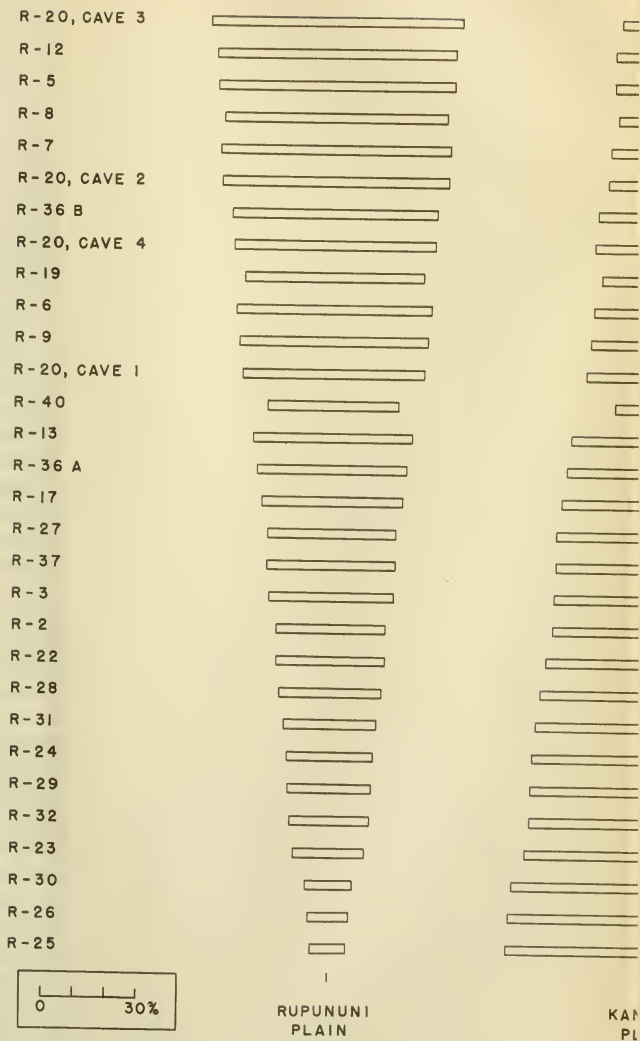 R-20, CAVE 3
R-12
R-5
R-8
R-7
R-20, CAVE 2
R-36 B
R-20, CAVE 4
R-19
R-6
R-9
R-20, CAVE 1
R-40
R-13
R-36 A
R-17
R-27
R-37
R-3
R-2
R-22
R-28
R-31
R-24
R-29
R-32
R-23
R-30
R-26
R-25
0 30%
RUPUNUNI
PLAIN